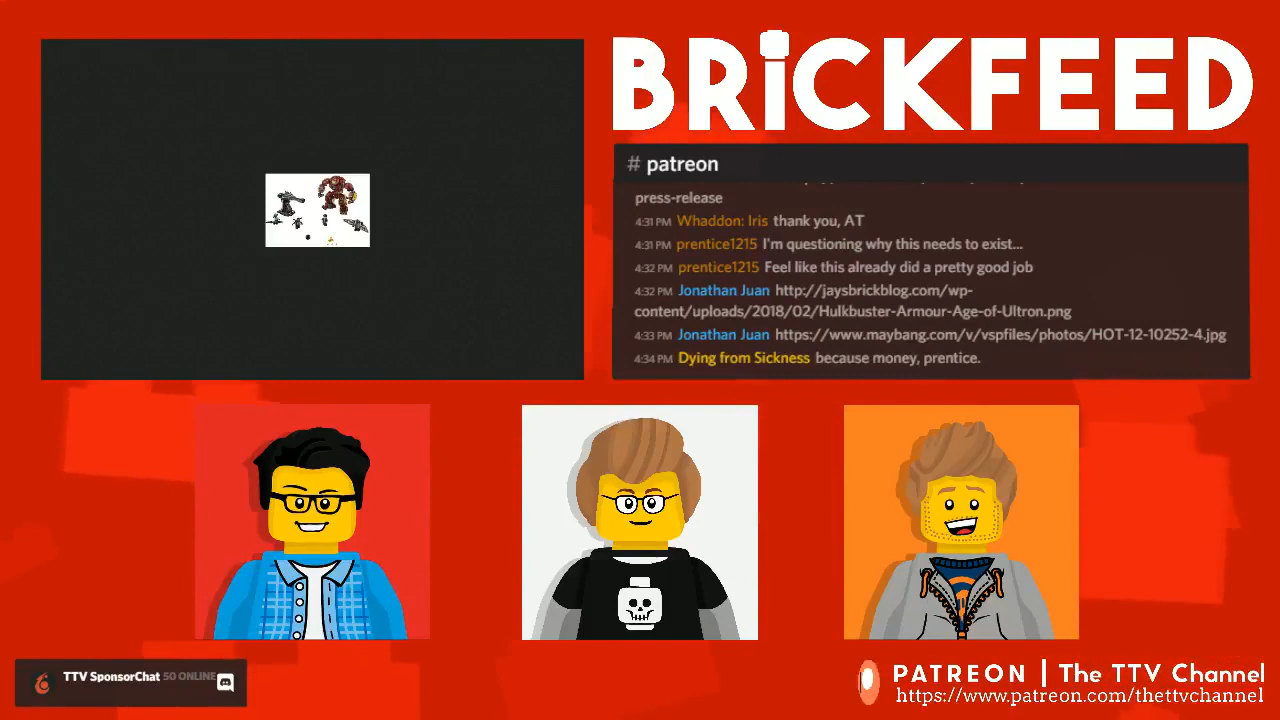 BRiCKFEED
# patreon
press-release
4:31 PM Whaddon: Iris thank you, AT
4:31 PM prentice1215 I'm questioning why this needs to exist...
4:32 PM prentice1215 Feel like this already did a pretty good job
4:32 PM Jonathan Juan http://jaysbrickblog.com/wp-
content/uploads/2018/02/Hulkbuster-Armour-Age-of-Ultron.png
4:33 PM Jonathan Juan https://www.maybang.com/v/vspfiles/photos/HOT-12-10252-4.jpg
4:34 PM Dying from Sickness because money, prentice.
TTV SponsorChat 50 ONLINE
PATREON | The TTV Channel
https://www.patreon.com/thettvchannel